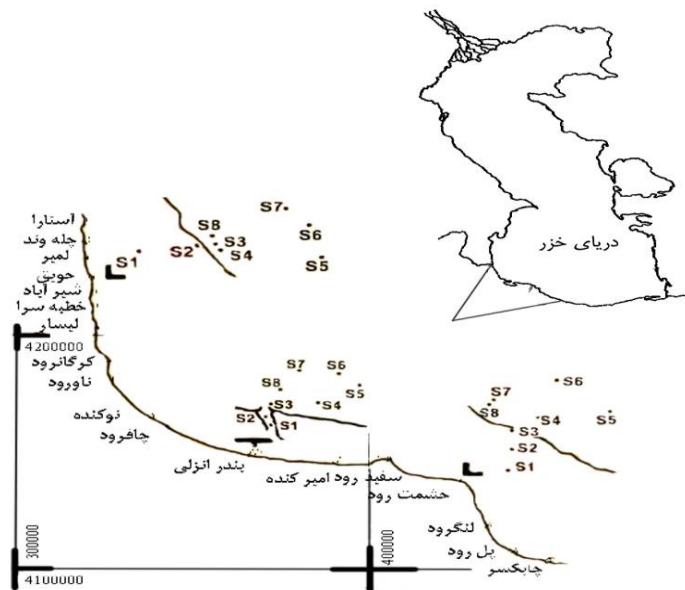 دریای خزر
آستارا
چله وند
لمیر
حویق
شیر آباد
خطبه سرا
لیسار
4200000
کرگانرود
ناورود
نوکنده
چافرود
بندر انزلی
امیر کنده
سفید رود
حشمت رود
لنگرود
پل رود
چابکسر
300000
400000
4100000
S1
S2
S8
S3
S4
S7
S6
S5
S7
S6
S8
S5
S3
S4
S2
S1
S6
S7
S8
S4
S5
S3
S2
S1